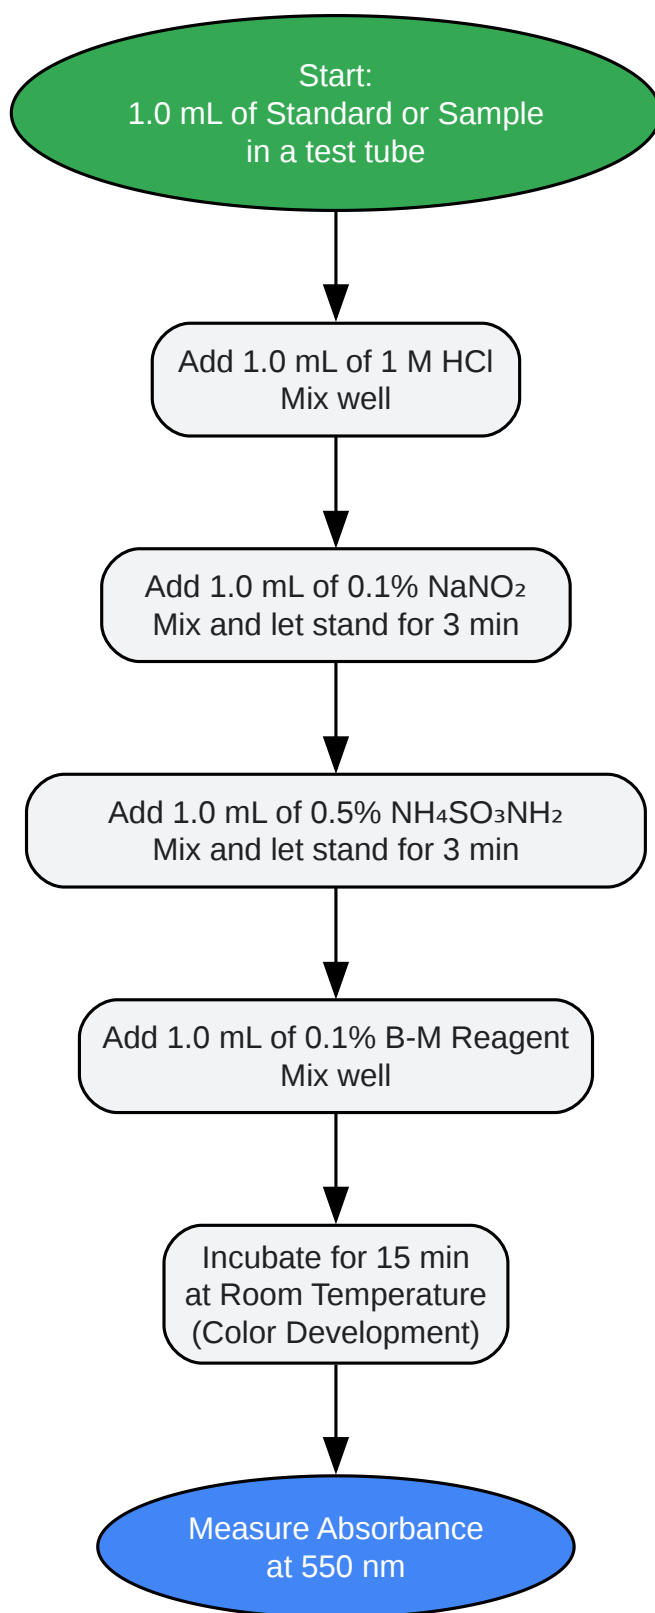 Start:
1.0 mL of Standard or Sample
in a test tube
Add 1.0 mL of 1 M HCl
Mix well
Add 1.0 mL of 0.1% NaNO₂
Mix and let stand for 3 min
Add 1.0 mL of 0.5% NH₄SO₃NH₂
Mix and let stand for 3 min
Add 1.0 mL of 0.1% B-M Reagent
Mix well
Incubate for 15 min
at Room Temperature
(Color Development)
Measure Absorbance
at 550 nm